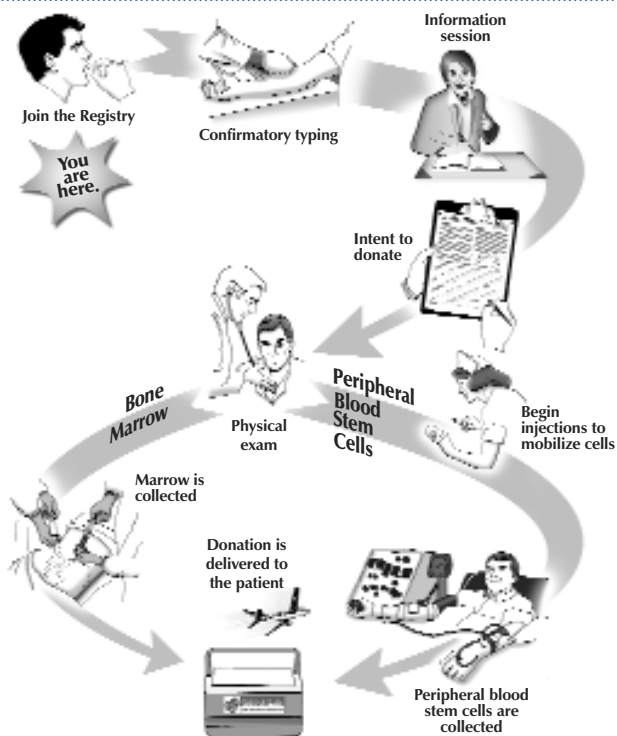 Join the Registry
You
are
here.
Confirmatory typing
Information
session
Intent to
donate
Physical
exam
Bone
Marrow
Peripheral
Blood
Stem
Cells
Begin
injections to
mobilize cells
Marrow is
collected
Donation is
delivered to
the patient
Peripheral blood
stem cells are
collected